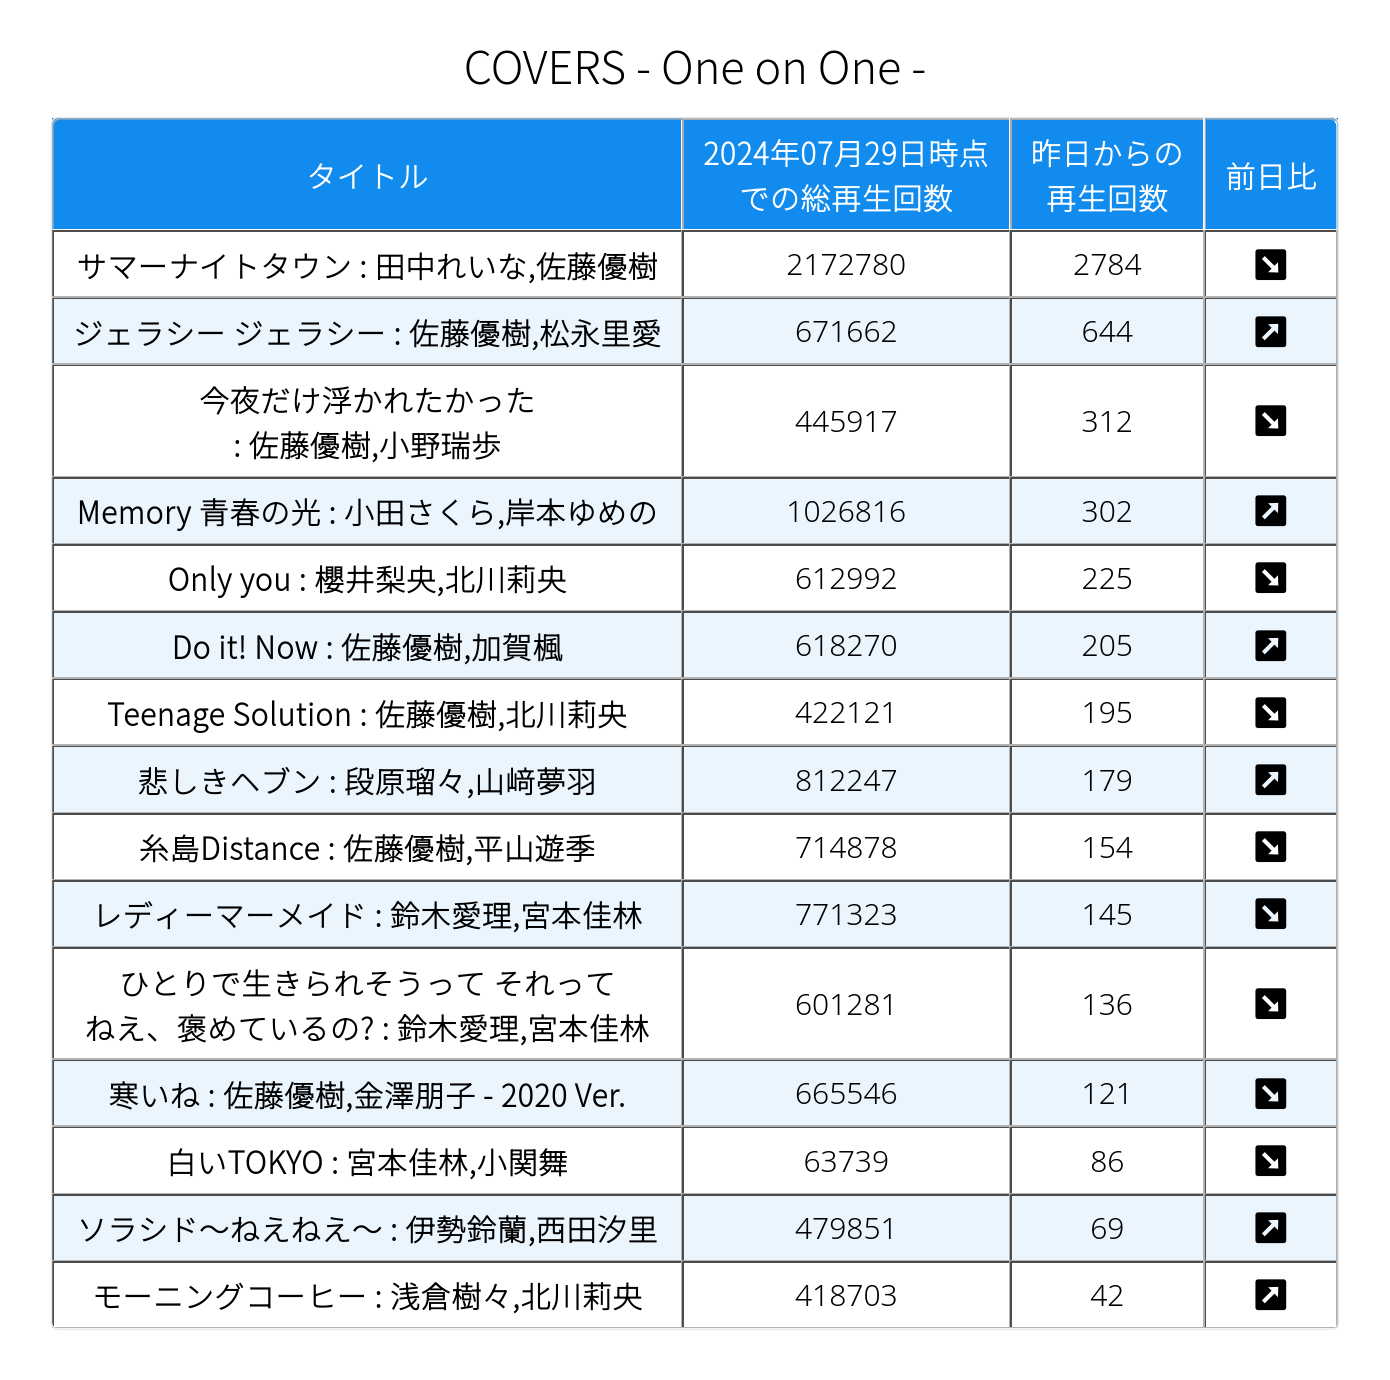 COVERS - One on One -
タイトル
2024年07月29日時点
での総再生回数
昨日からの
再生回数
前日比
サマーナイトタウン : 田中れいな,佐藤優樹 2172780 2784
ジェラシー ジェラシー : 佐藤優樹,松永里愛 671662 644
今夜だけ浮かれたかった
: 佐藤優樹,小野瑞歩 445917 312
Memory 青春の光 : 小田さくら,岸本ゆめの 1026816 302
Only you : 櫻井梨央,北川莉央 612992 225
Do it! Now : 佐藤優樹,加賀楓 618270 205
Teenage Solution : 佐藤優樹,北川莉央 422121 195
悲しきヘブン : 段原瑠々,山﨑夢羽 812247 179
糸島Distance : 佐藤優樹,平山遊季 714878 154
レディーマーメイド : 鈴木愛理,宮本佳林 771323 145
ひとりで生きられそうって それって
ねえ、褒めているの? : 鈴木愛理,宮本佳林 601281 136
寒いね : 佐藤優樹,金澤朋子 - 2020 Ver. 665546 121
白いTOKYO : 宮本佳林,小関舞 63739 86
ソラシド〜ねえねえ〜 : 伊勢鈴蘭,西田汐里 479851 69
モーニングコーヒー : 浅倉樹々,北川莉央 418703 42